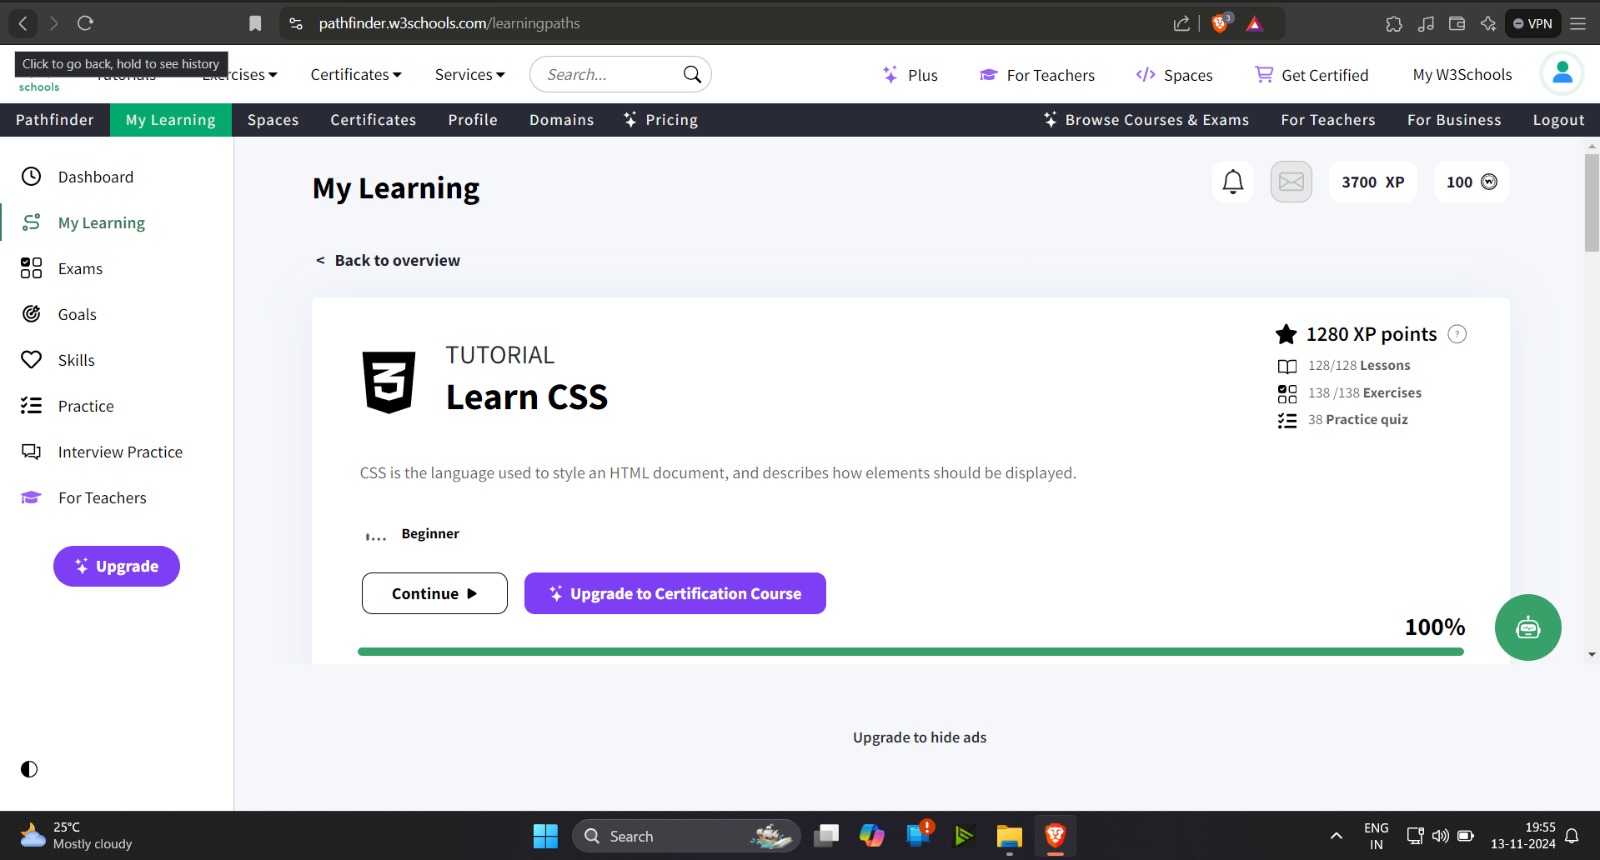 pathfinder.w3schools.com/learningpaths
3
VPN
Click to go back, hold to see history
schools
Tutorials
Exercises
Certificates
Services
Search...
Plus
For Teachers
Spaces
Get Certified
My W3Schools
Pathfinder
My Learning
Spaces
Certificates
Profile
Domains
Pricing
Browse Courses & Exams
For Teachers
For Business
Logout
Dashboard
My Learning
Exams
Goals
Skills
Practice
Interview Practice
For Teachers
Upgrade
My Learning
3700 XP
100
< Back to overview
TUTORIAL
Learn CSS
1280 XP points ?
128/128 Lessons
138 /138 Exercises
38 Practice quiz
CSS is the language used to style an HTML document, and describes how elements should be displayed.
Beginner
Continue
Upgrade to Certification Course
100%
Upgrade to hide ads
25°C
Mostly cloudy
Search
ENG
IN
19:55
13-11-2024